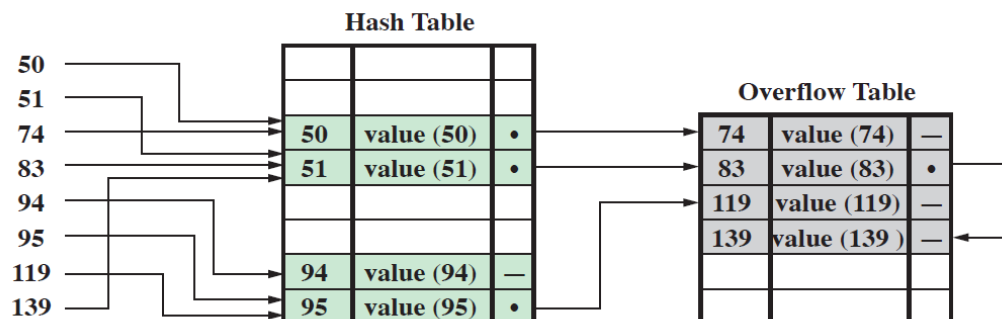 Hash Table
50
51
74
83
94
95
119
139
50 value (50) •
51 value (51) •
94 value (94) —
95 value (95) •
Overflow Table
74 value (74) —
83 value (83) •
119 value (119) —
139 value (139 ) —